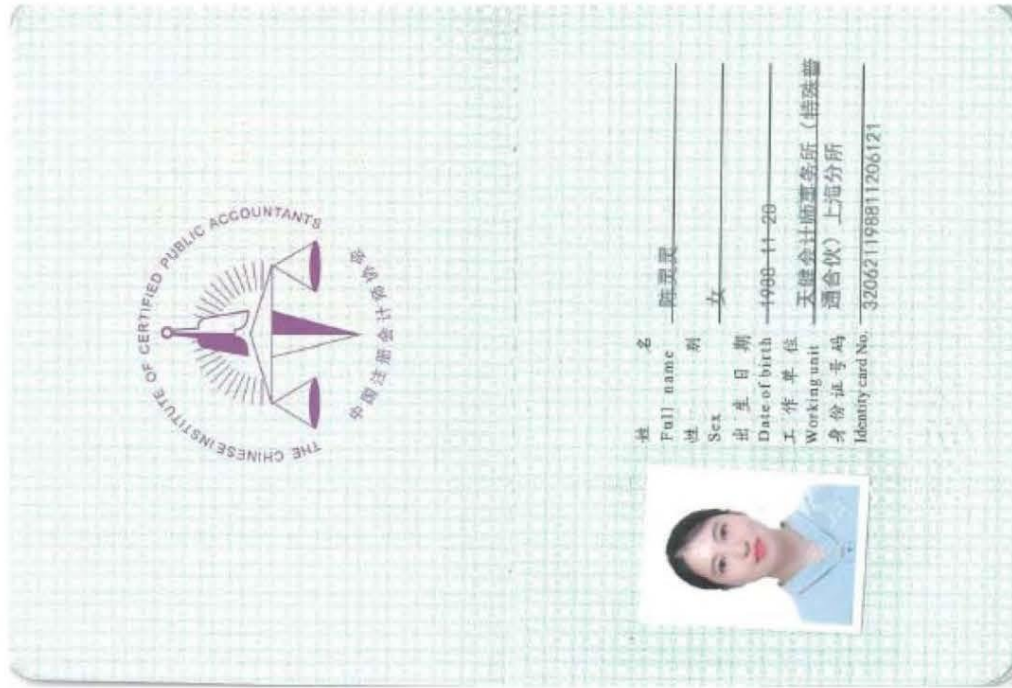 THE CHINESE INSTITUTE OF CERTIFIED PUBLIC ACCOUNTANTS
中国注册会计师协会
姓 名
Full name 陈灵灵
性 别
Sex 女
出 生 日 期
Date of birth 1988-11-20
工 作 单 位
Working unit 天健会计师事务所（特殊普
通合伙）上海分所
身 份 证 号 码
Identity card No. 320621198811206121